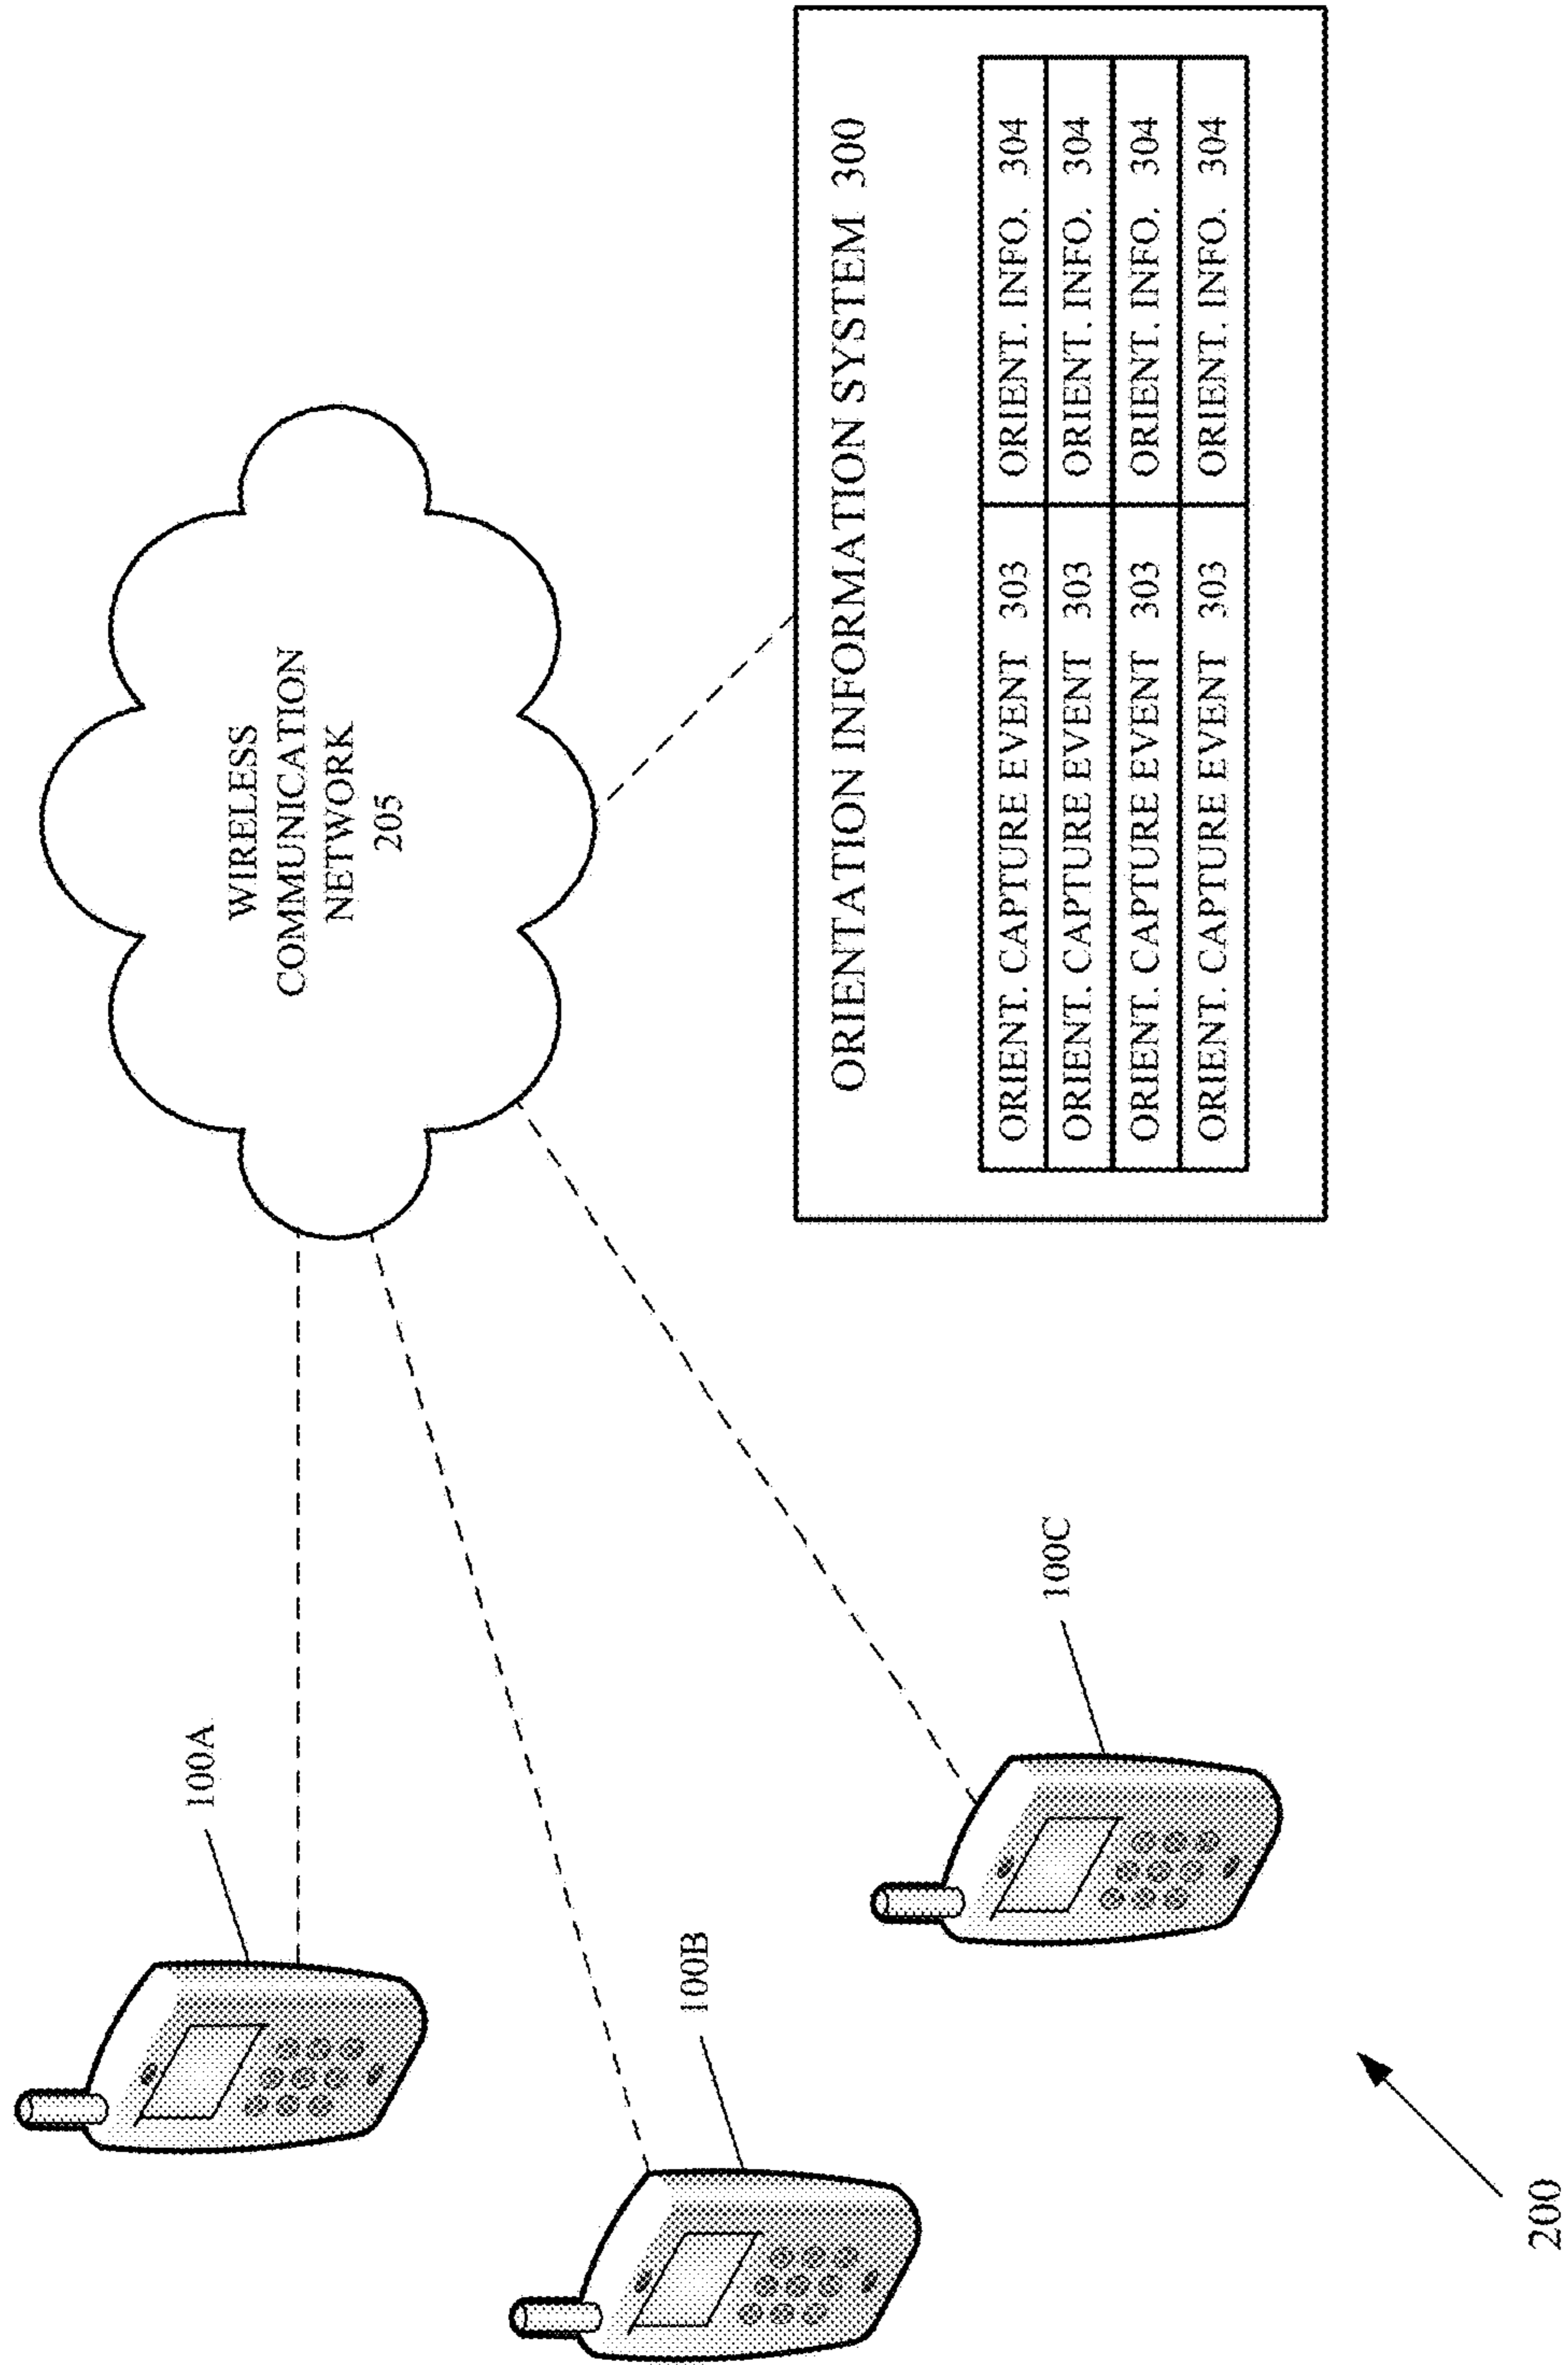 100A
100B
100C
200
WIRELESS
COMMUNICATION
NETWORK
205
ORIENTATION INFORMATION SYSTEM 300
ORIENT. CAPTURE EVENT 303 ORIENT. INFO. 304
ORIENT. CAPTURE EVENT 303 ORIENT. INFO. 304
ORIENT. CAPTURE EVENT 303 ORIENT. INFO. 304
ORIENT. CAPTURE EVENT 303 ORIENT. INFO. 304